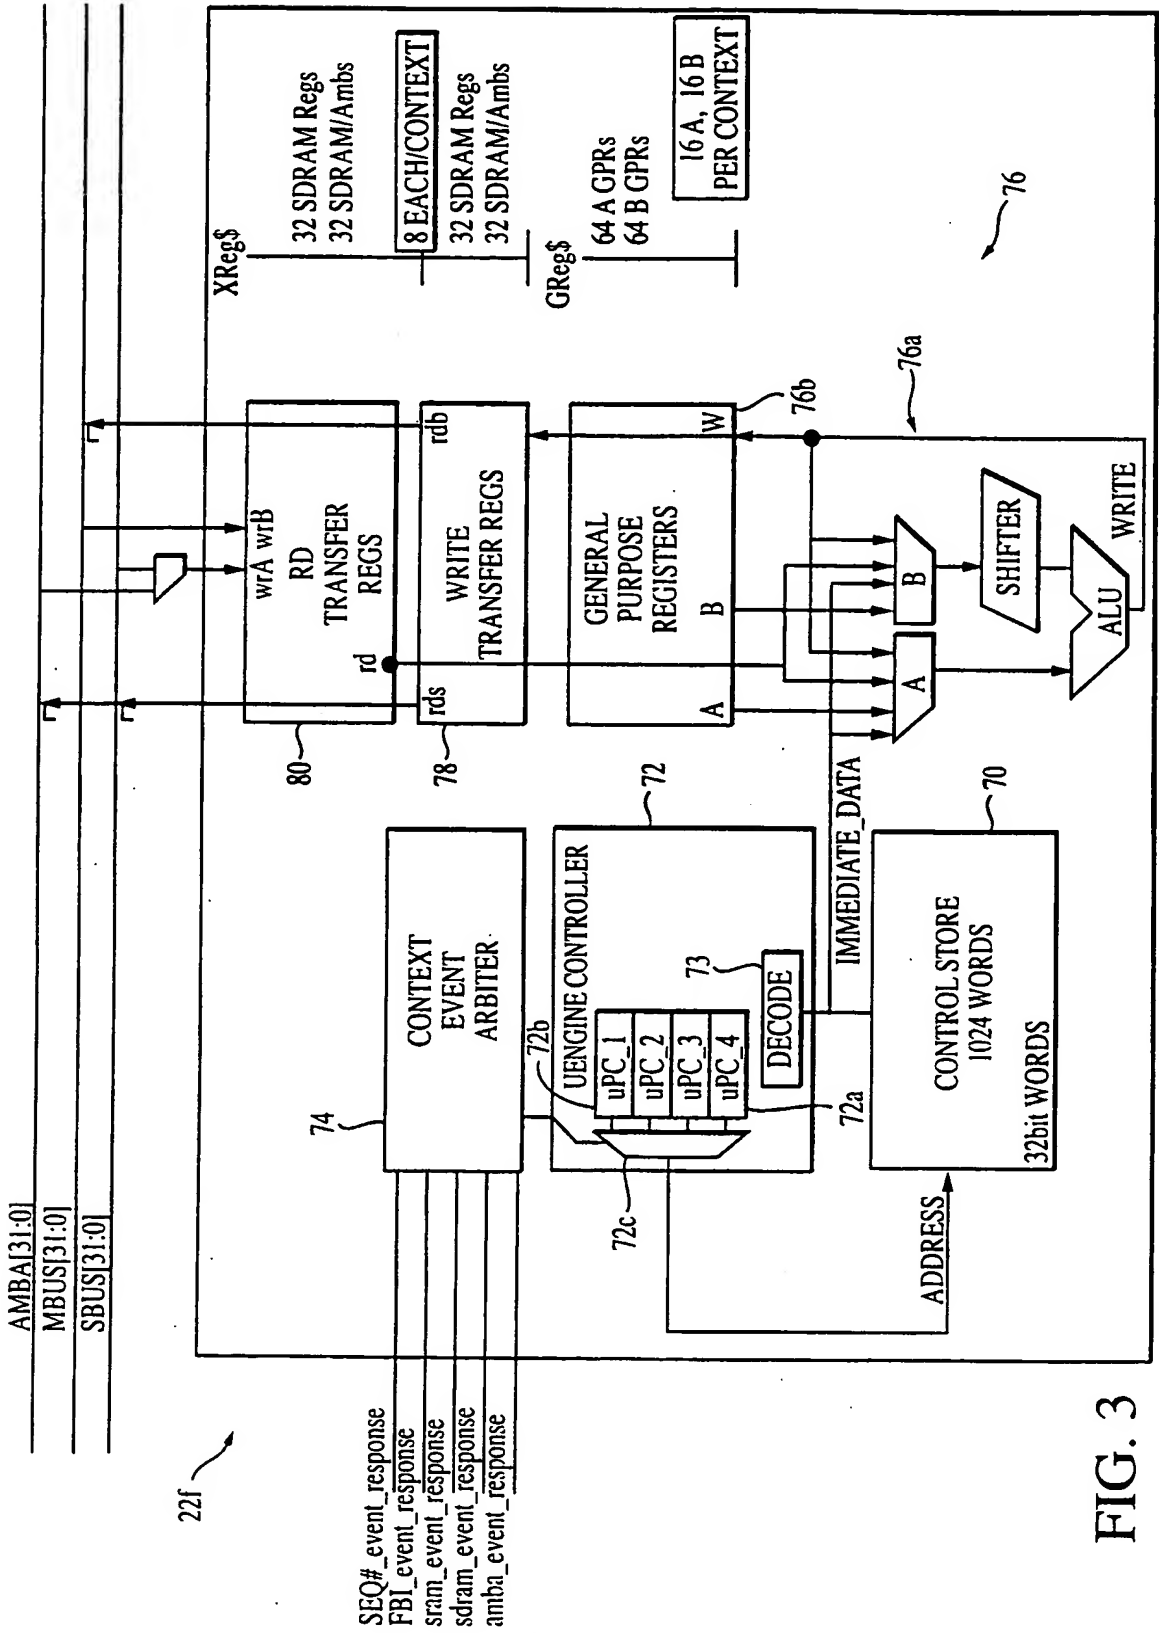 AMBA[31:0]
MBUS[31:0]
SBUS[31:0]
22f
SEQ#_event_response
FBI_event_response
sram_event_response
sdram_event_response
amba_event_response
74
CONTEXT
EVENT
ARBITER
72b
UENGINE CONTROLLER
72
uPC_1
uPC_2
uPC_3
uPC_4
72a
72c
73
DECODE
IMMEDIATE_DATA
ADDRESS
70
CONTROL STORE
1024 WORDS
32bit WORDS
80
wrA wrB
RD
TRANSFER
REGS
rd
78
rds
rdb
WRITE
TRANSFER REGS
GENERAL
PURPOSE
REGISTERS
A
B
W
76b
76a
A
B
SHIFTER
ALU
WRITE
XReg$
32 SDRAM Regs
32 SDRAM/Ambs
8 EACH/CONTEXT
32 SDRAM Regs
32 SDRAM/Ambs
GReg$
64 A GPRs
64 B GPRs
16 A, 16 B
PER CONTEXT
76
FIG. 3